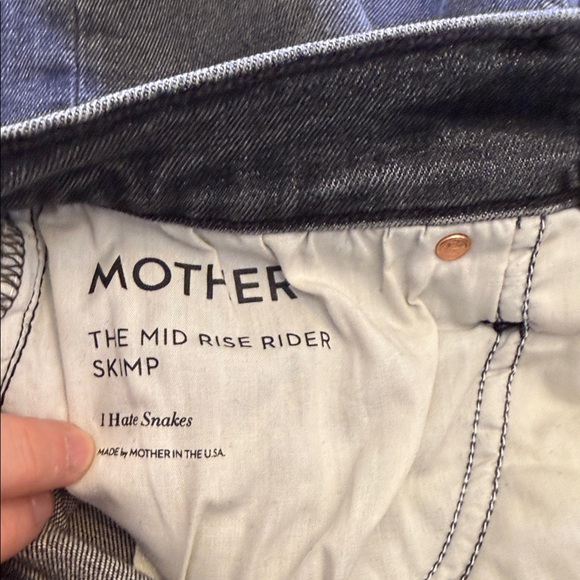 MOTHER
THE MID RISE RIDER
SKIMP
I Hate Snakes
MADE by MOTHER IN THE U.S.A.